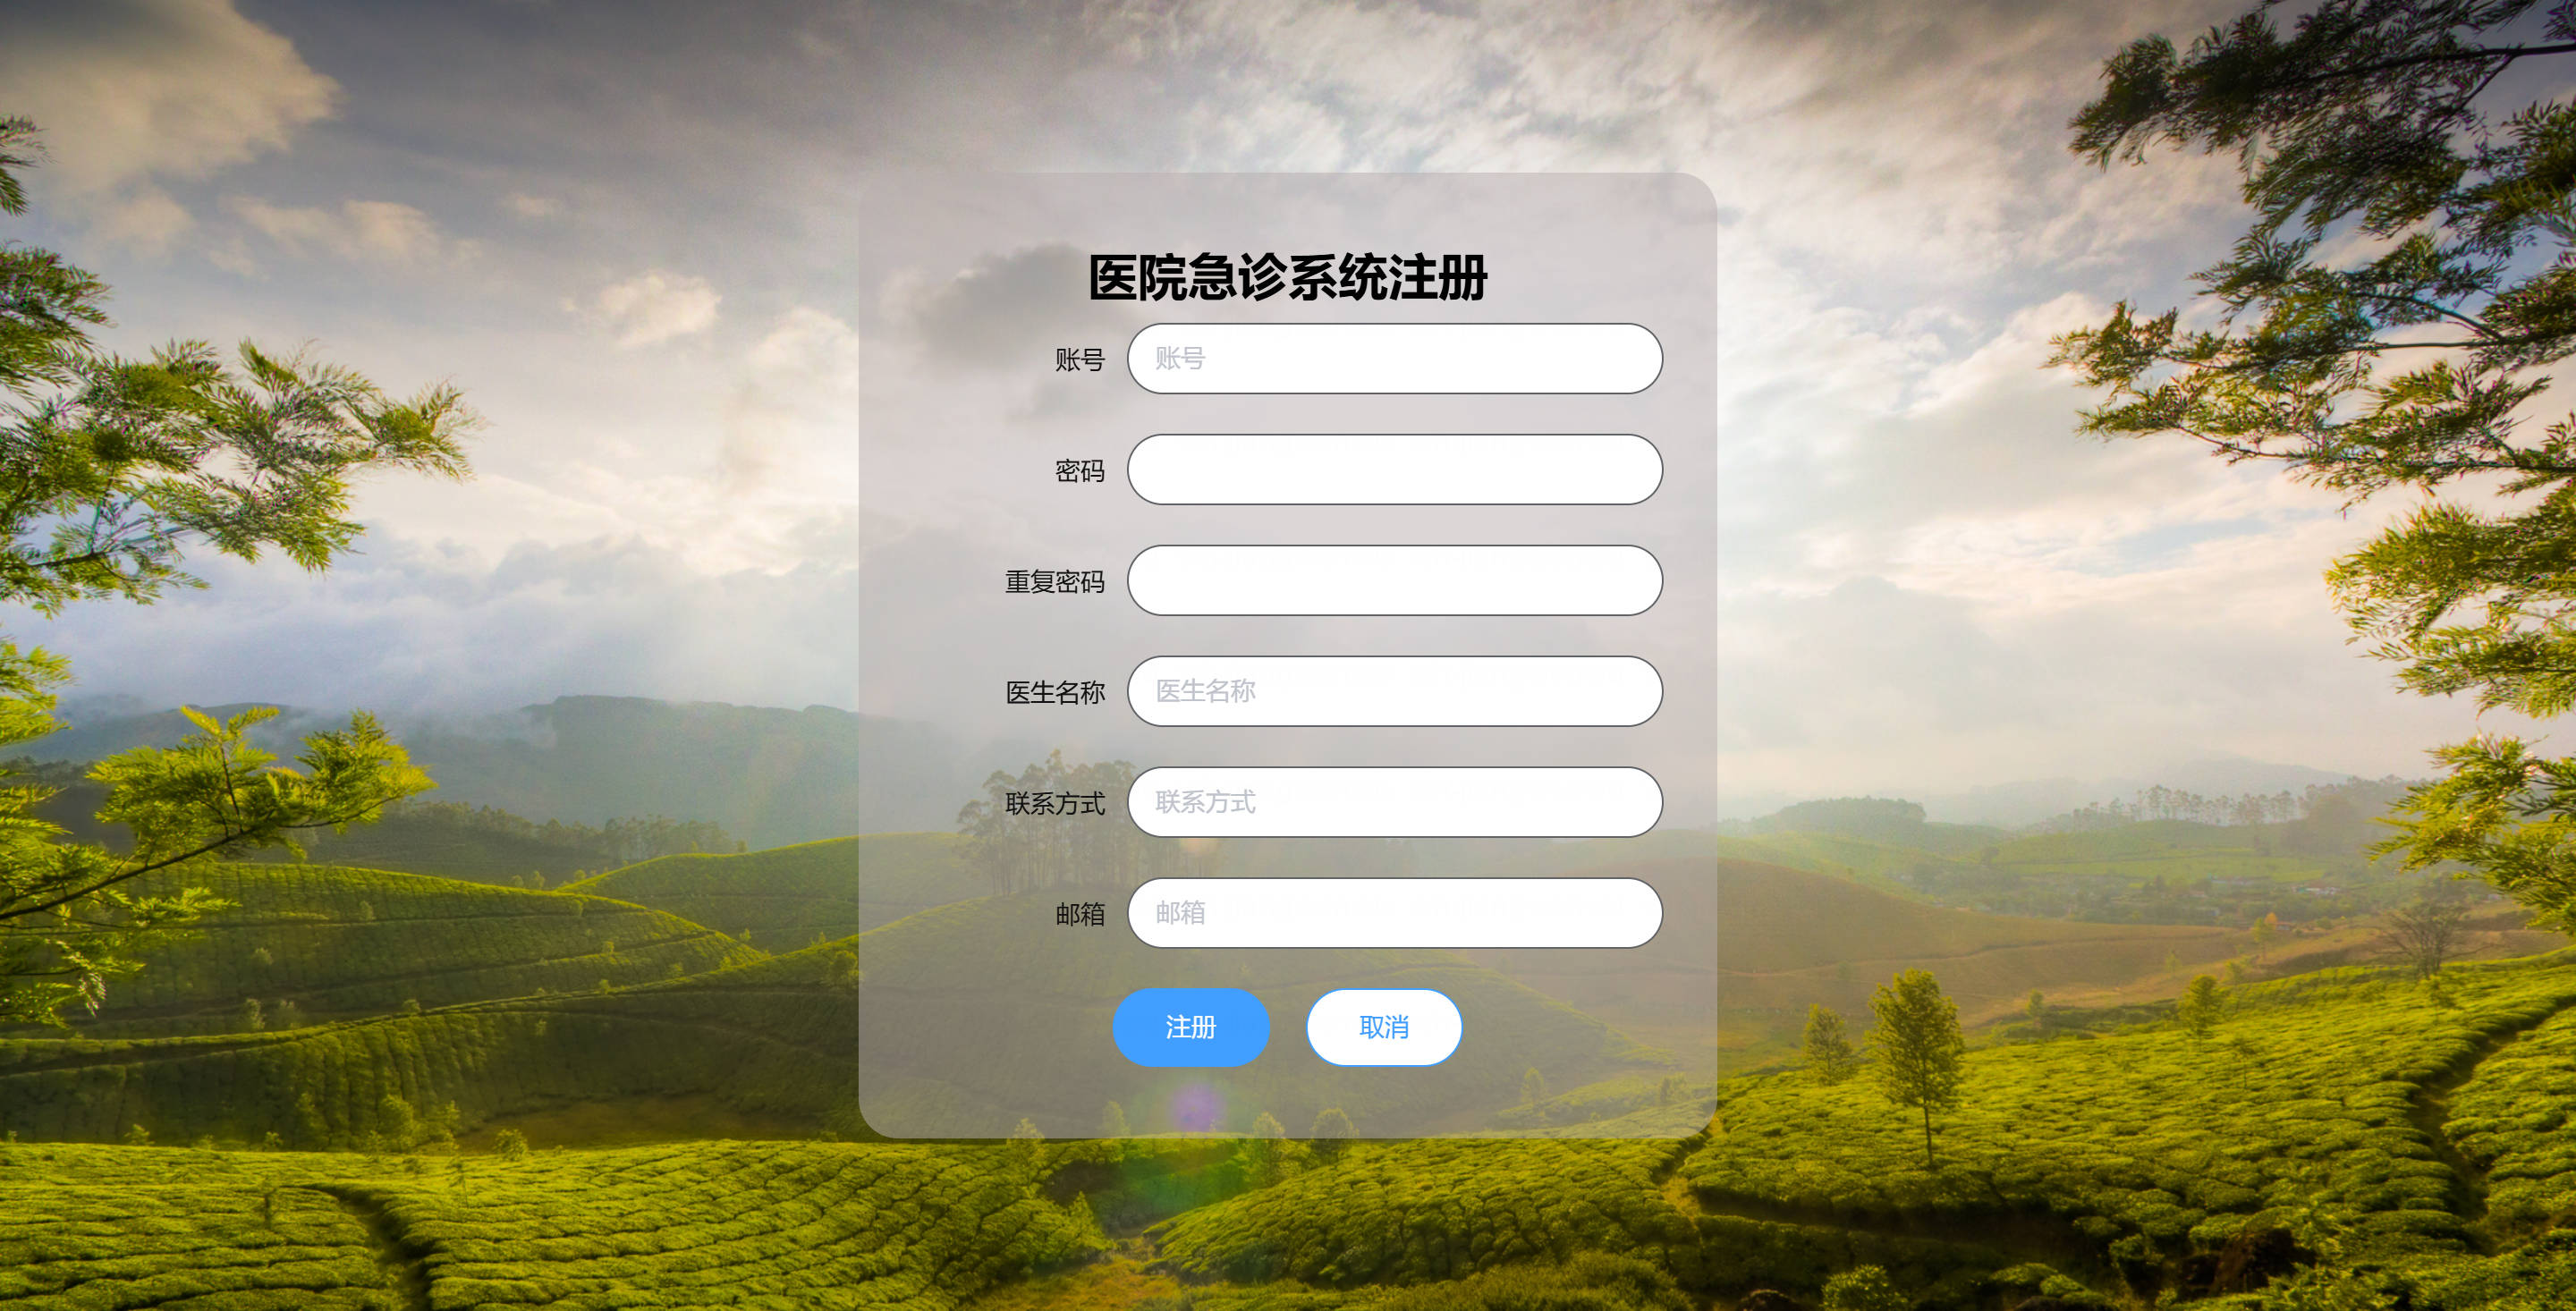 医院急诊系统注册
账号 账号
密码
重复密码
医生名称 医生名称
联系方式 联系方式
邮箱 邮箱
注册 取消